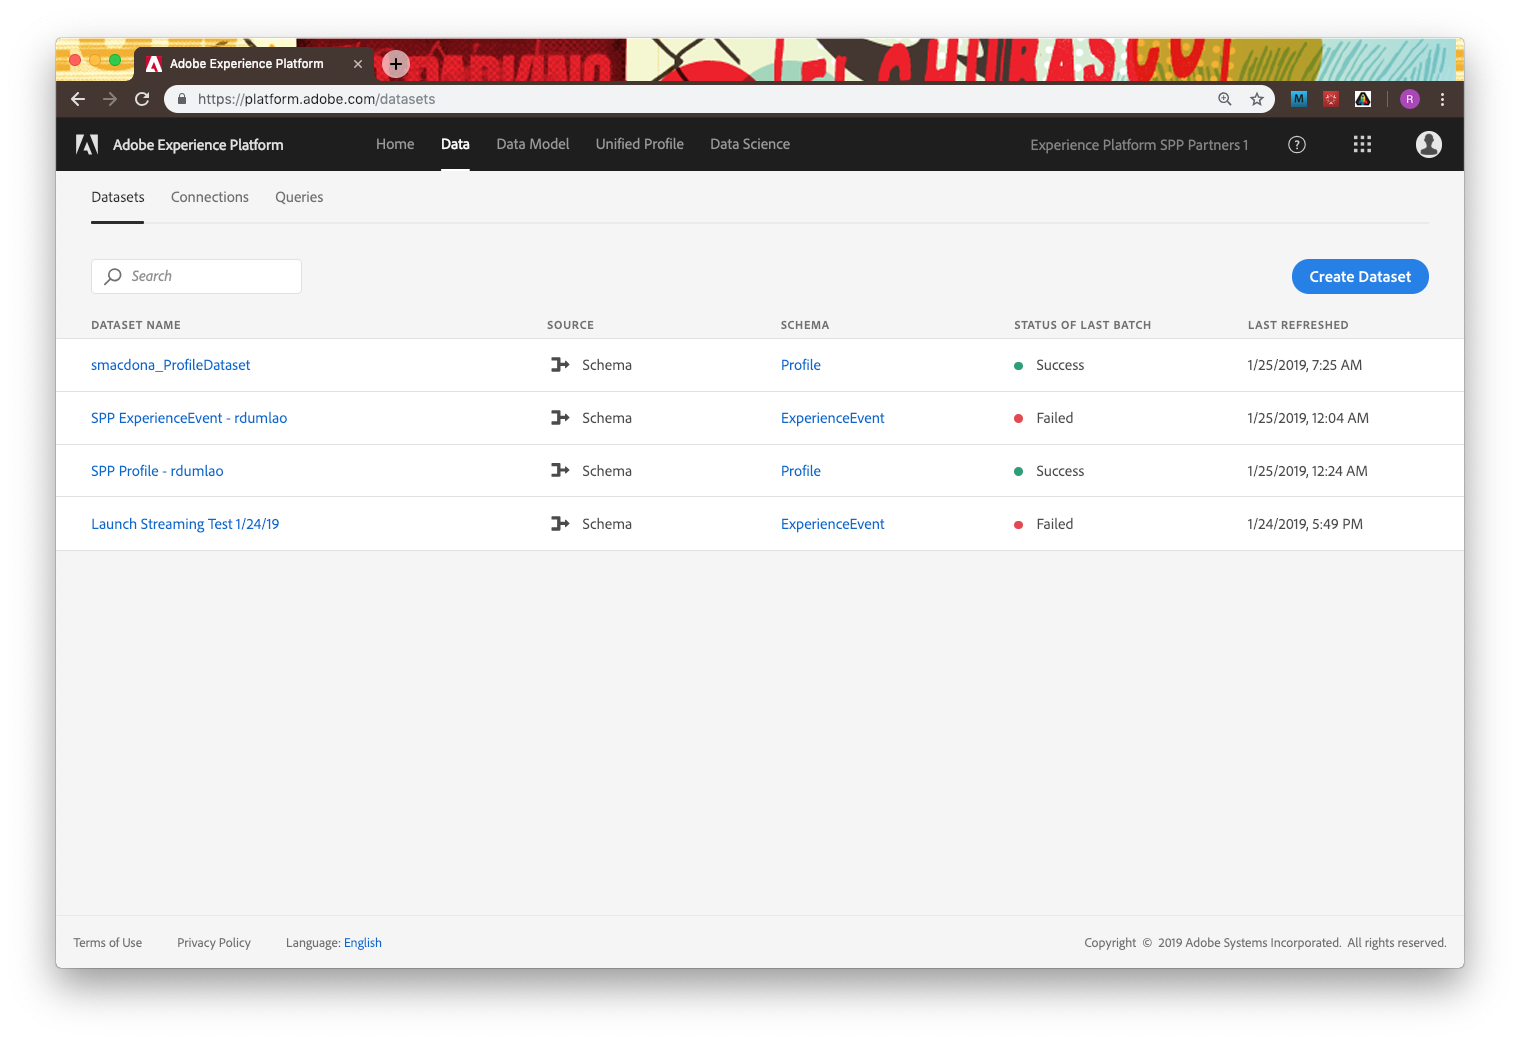 Adobe Experience Platform
https://platform.adobe.com/datasets
M
R
Adobe Experience Platform Home Data Data Model Unified Profile Data Science Experience Platform SPP Partners 1
Datasets Connections Queries
Search Create Dataset
DATASET NAME SOURCE SCHEMA STATUS OF LAST BATCH LAST REFRESHED
smacdona_ProfileDataset Schema Profile Success 1/25/2019, 7:25 AM
SPP ExperienceEvent - rdumlao Schema ExperienceEvent Failed 1/25/2019, 12:04 AM
SPP Profile - rdumlao Schema Profile Success 1/25/2019, 12:24 AM
Launch Streaming Test 1/24/19 Schema ExperienceEvent Failed 1/24/2019, 5:49 PM
Terms of Use Privacy Policy Language: English Copyright © 2019 Adobe Systems Incorporated. All rights reserved.